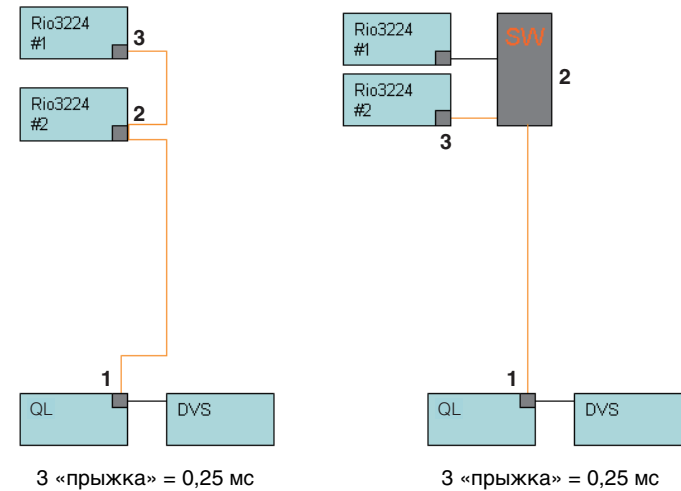 Rio3224
#1
3
Rio3224
#2
2
1
QL
DVS
3 «прыжка» = 0,25 мс
Rio3224
#1
SW
2
Rio3224
#2
3
1
QL
DVS
3 «прыжка» = 0,25 мс